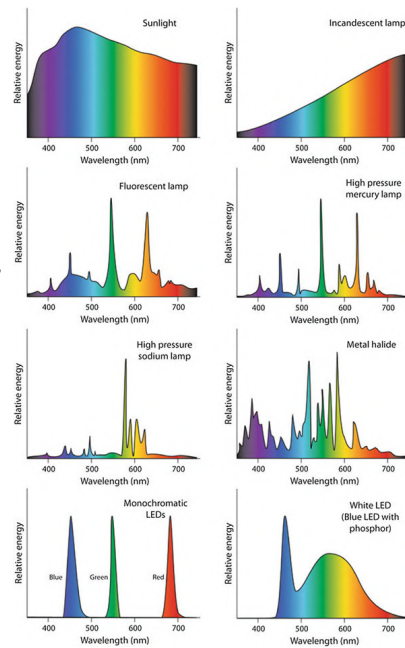 Sunlight
Relative energy
400 500 600 700
Wavelength (nm)
Incandescent lamp
Relative energy
400 500 600 700
Wavelength (nm)
Fluorescent lamp
Relative energy
400 500 600 700
Wavelength (nm)
High pressure
mercury lamp
Relative energy
400 500 600 700
Wavelength (nm)
High pressure
sodium lamp
Relative energy
400 500 600 700
Wavelength (nm)
Metal halide
Relative energy
400 500 600 700
Wavelength (nm)
Monochromatic
LEDs
Relative energy
Blue
Green
Red
400 500 600 700
Wavelength (nm)
White LED
(Blue LED with
phosphor)
Relative energy
400 500 600 700
Wavelength (nm)